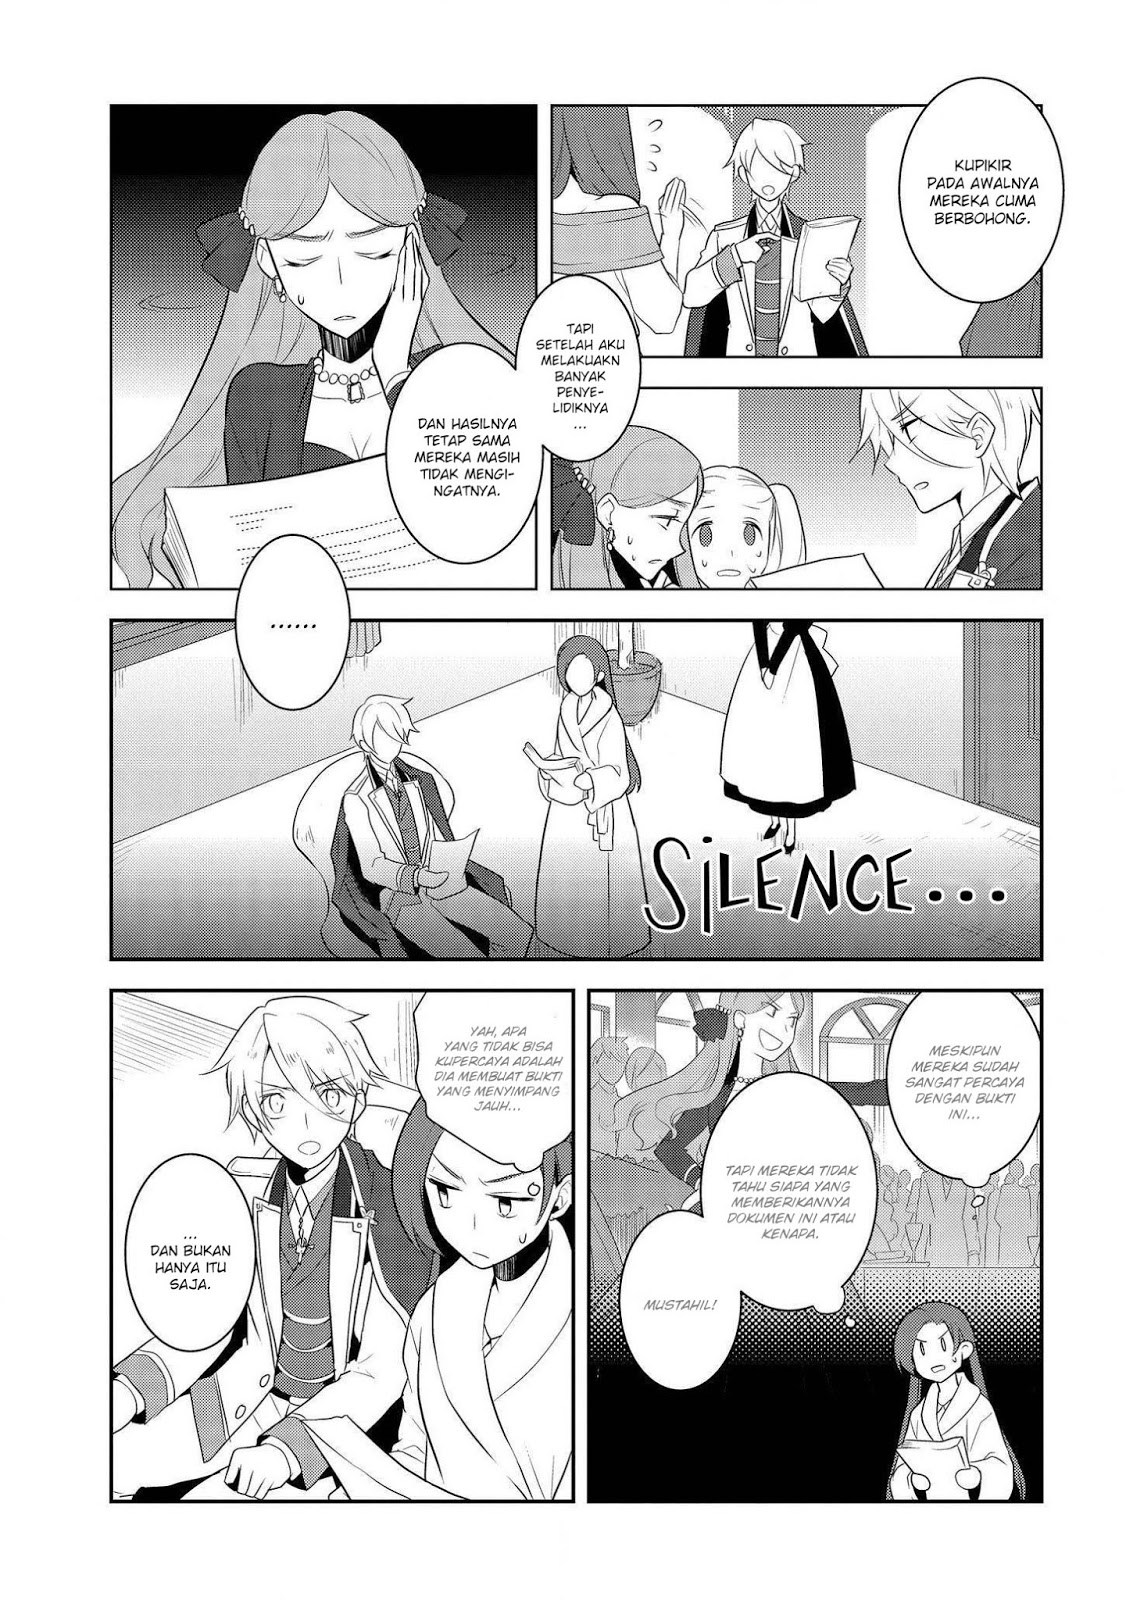 KUPIKIR
PADA AWALNYA
MEREKA CUMA
BERBOHONG.
TAPI
SETELAH AKU
MELAKUAKN
BANYAK
PENYE-
LIDIKNYA
...
DAN HASILNYA
TETAP SAMA
MEREKA MASIH
TIDAK MENGI-
NGATNYA.
......
SILENCE...
MESKIPUN
MEREKA SUDAH
SANGAT PERCAYA
DENGAN BUKTI
INI...
TAPI MEREKA TIDAK
TAHU SIAPA YANG
MEMBERIKANNYA
DOKUMEN INI ATAU
KENAPA.
MUSTAHIL!
YAH, APA
YANG TIDAK BISA
KUPERCAYA ADALAH
DIA MEMBUAT BUKTI
YANG MENYIMPANG
JAUH...
...
DAN BUKAN
HANYA ITU
SAJA.